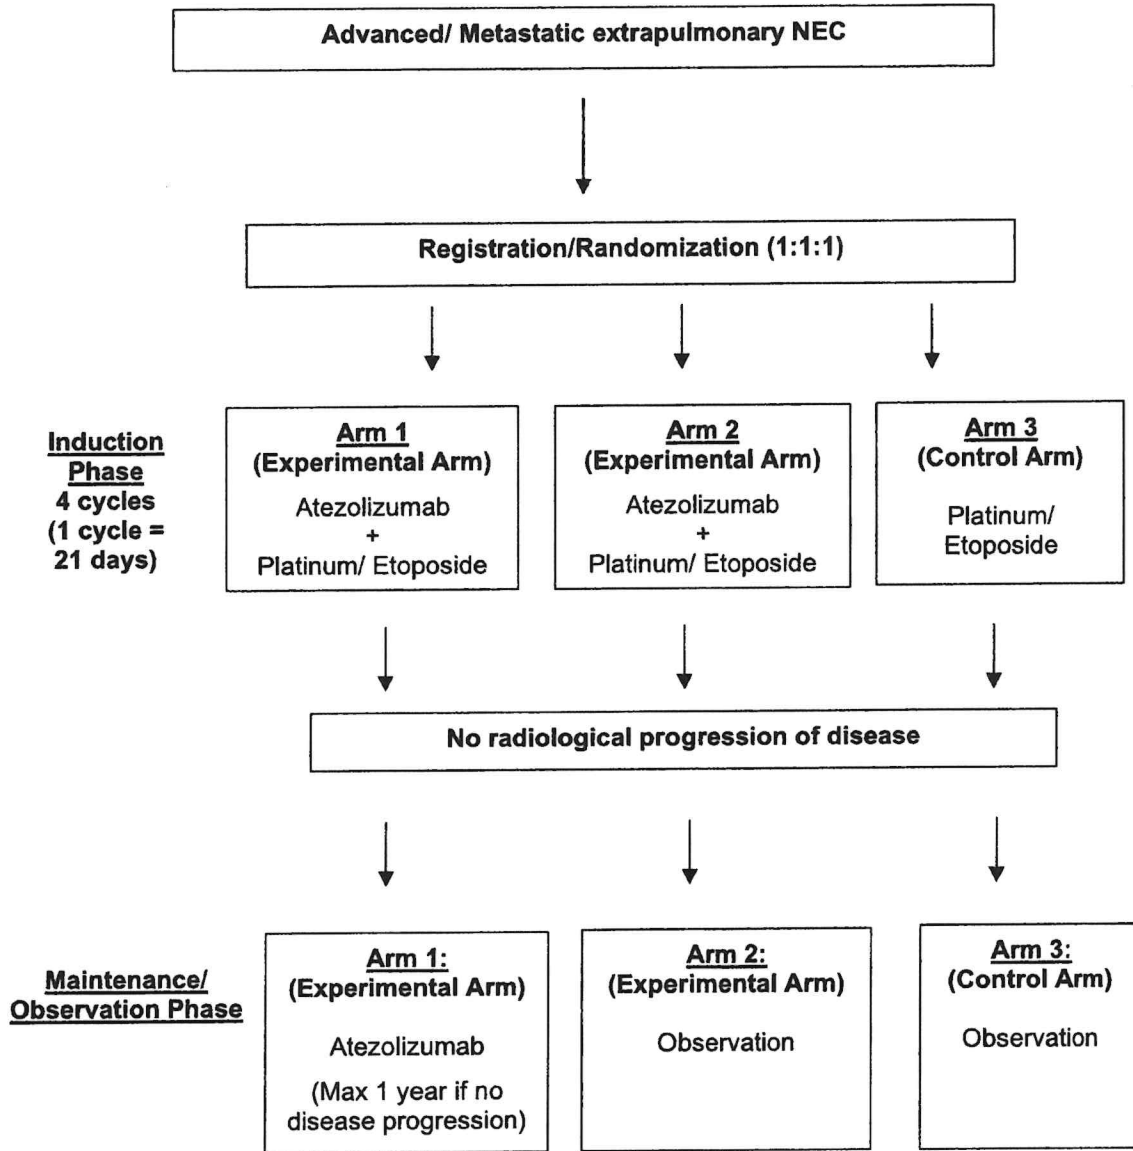 Advanced/ Metastatic extrapulmonary NEC
Registration/Randomization (1:1:1)
Induction
Phase
4 cycles
(1 cycle =
21 days)
Arm 1
(Experimental Arm)
Atezolizumab
+
Platinum/ Etoposide
Arm 2
(Experimental Arm)
Atezolizumab
+
Platinum/ Etoposide
Arm 3
(Control Arm)
Platinum/
Etoposide
No radiological progression of disease
Maintenance/
Observation Phase
Arm 1:
(Experimental Arm)
Atezolizumab
(Max 1 year if no
disease progression)
Arm 2:
(Experimental Arm)
Observation
Arm 3:
(Control Arm)
Observation